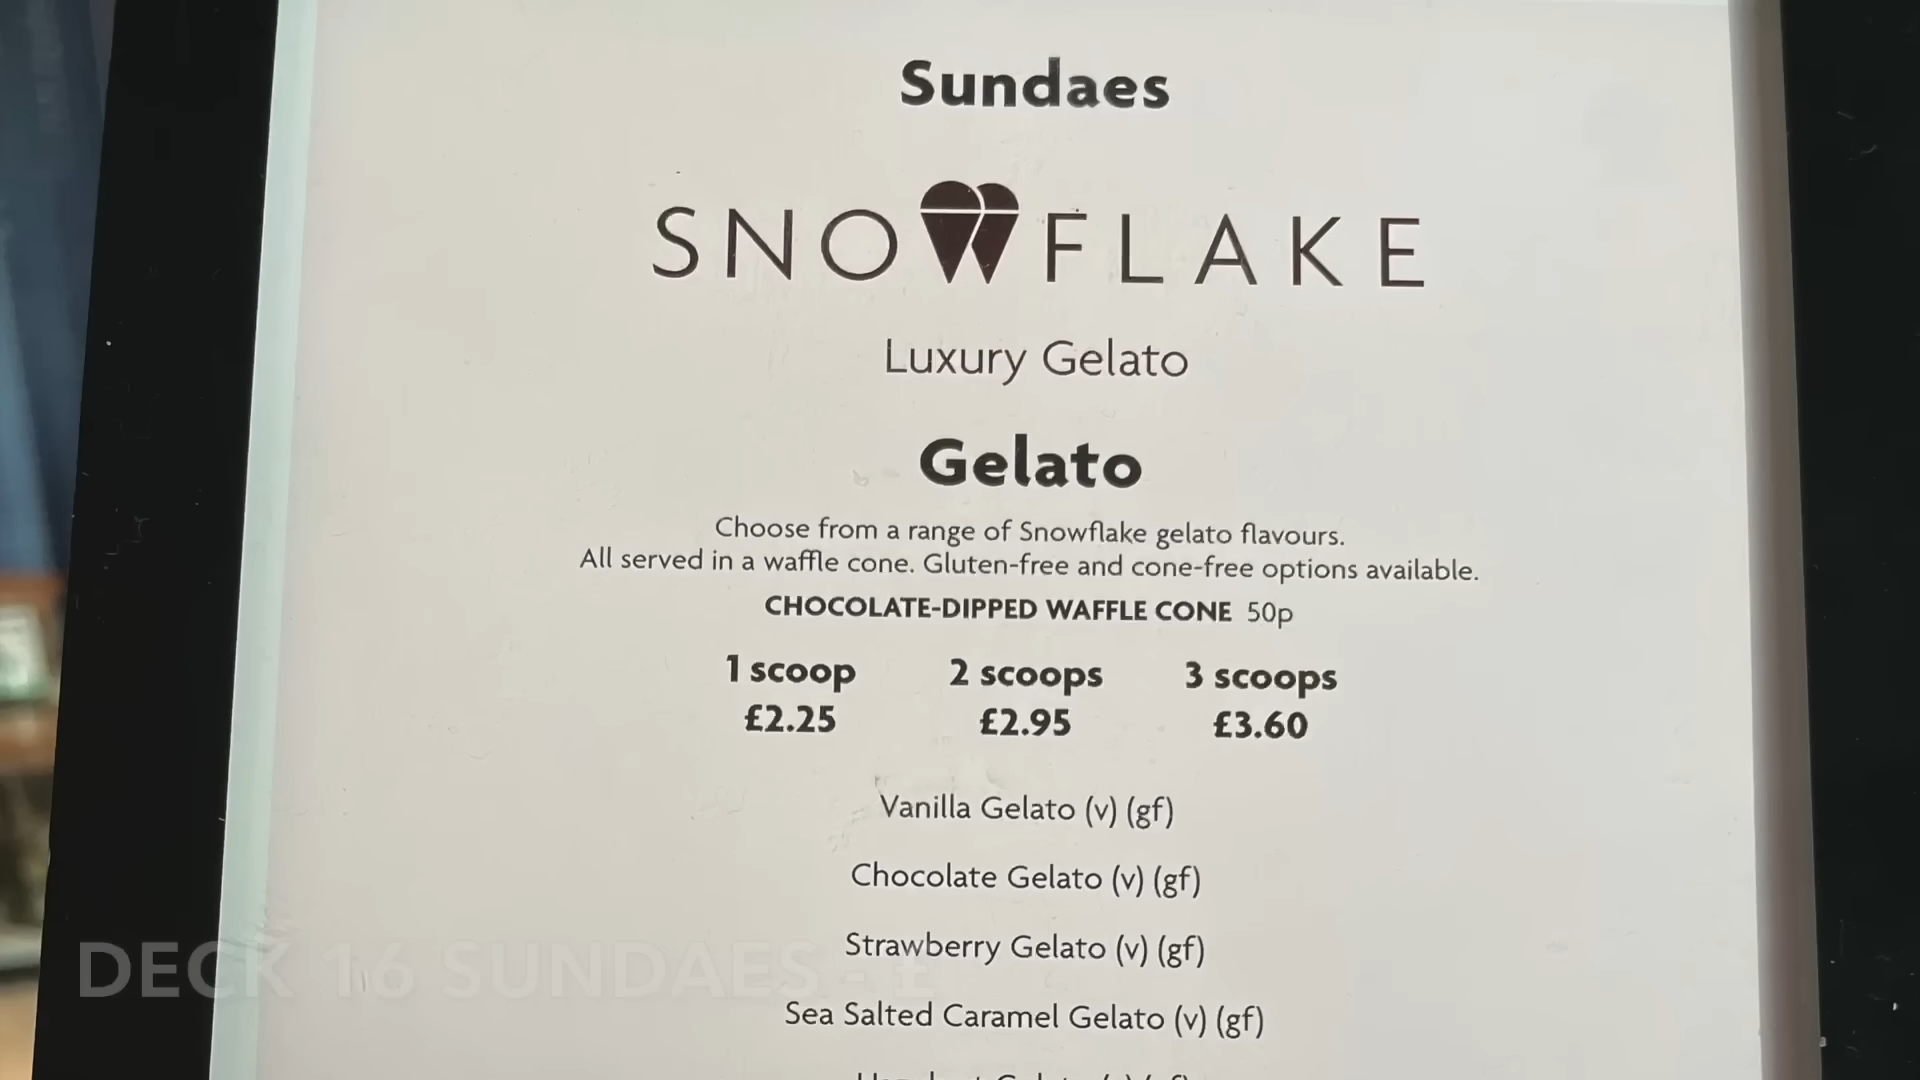 Sundaes
SNOWFLAKE
Luxury Gelato
Gelato
Choose from a range of Snowflake gelato flavours.
All served in a waffle cone. Gluten-free and cone-free options available.
CHOCOLATE-DIPPED WAFFLE CONE 50p
1 scoop 2 scoops 3 scoops
£2.25 £2.95 £3.60
Vanilla Gelato (v) (gf)
Chocolate Gelato (v) (gf)
Strawberry Gelato (v) (gf)
DECK 16 SUNDAES - £
Sea Salted Caramel Gelato (v) (gf)